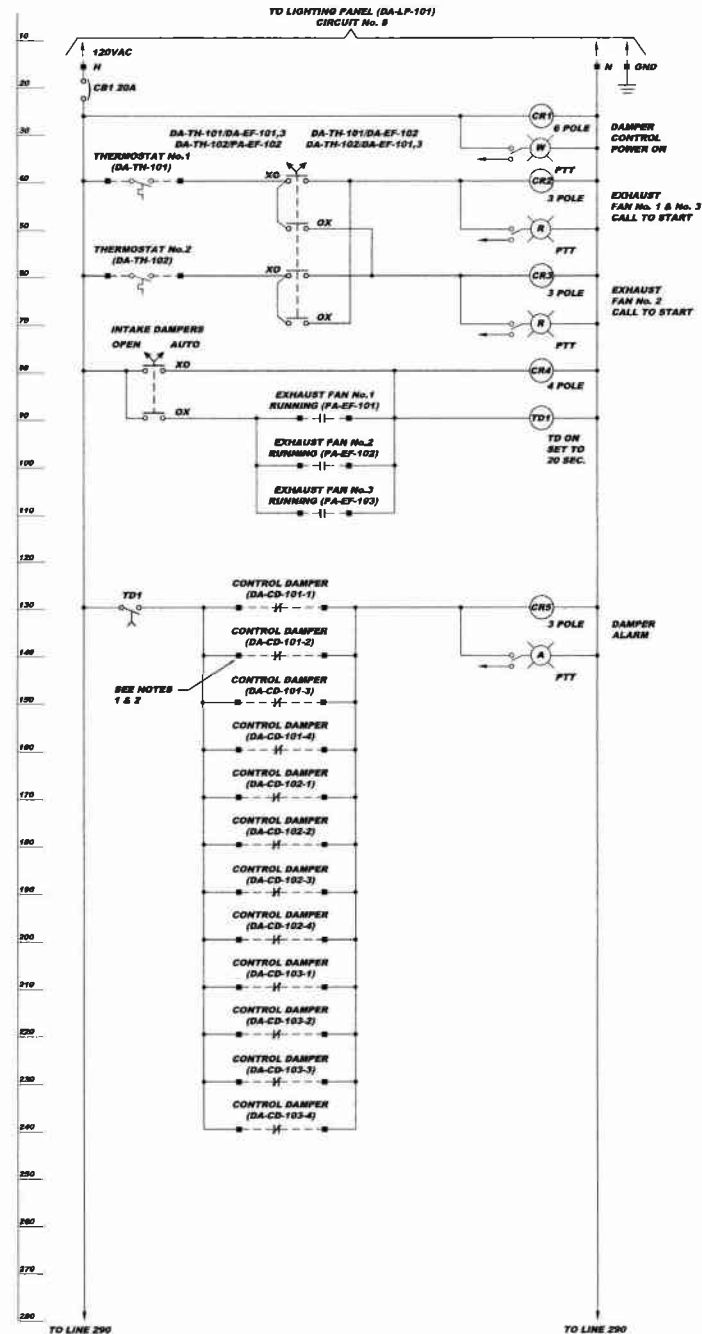 TO LIGHTING PANEL (DA-LP-101)
CIRCUIT No. 8
10
120VAC
H
N
GND
20
CB1 20A
CR1
6 POLE
DAMPER
CONTROL
POWER ON
30
DA-TH-101/DA-EF-101,3
DA-TH-102/PA-EF-102
DA-TH-101/DA-EF-102
DA-TH-102/DA-EF-101,3
W
PTT
THERMOSTAT No.1
(DA-TH-101)
40
XO
CR2
3 POLE
EXHAUST
FAN No. 1 & No. 3
CALL TO START
50
OX
R
PTT
THERMOSTAT No.2
(DA-TH-102)
60
XO
CR3
3 POLE
EXHAUST
FAN No. 2
CALL TO START
70
OX
R
PTT
INTAKE DAMPERS
OPEN AUTO
80
XO
CR4
4 POLE
90
OX
EXHAUST FAN No.1
RUNNING (PA-EF-101)
TD1
TD ON
SET TO
20 SEC.
100
EXHAUST FAN No.2
RUNNING (PA-EF-102)
110
EXHAUST FAN No.3
RUNNING (PA-EF-103)
120
130
TD1
CONTROL DAMPER
(DA-CD-101-1)
CR5
3 POLE
DAMPER
ALARM
140
CONTROL DAMPER
(DA-CD-101-2)
A
PTT
SEE NOTES
1 & 2
150
CONTROL DAMPER
(DA-CD-101-3)
160
CONTROL DAMPER
(DA-CD-101-4)
170
CONTROL DAMPER
(DA-CD-102-1)
180
CONTROL DAMPER
(DA-CD-102-2)
190
CONTROL DAMPER
(DA-CD-102-3)
200
CONTROL DAMPER
(DA-CD-102-4)
210
CONTROL DAMPER
(DA-CD-103-1)
220
CONTROL DAMPER
(DA-CD-103-2)
230
CONTROL DAMPER
(DA-CD-103-3)
240
CONTROL DAMPER
(DA-CD-103-4)
250
260
270
280
TO LINE 290
TO LINE 290